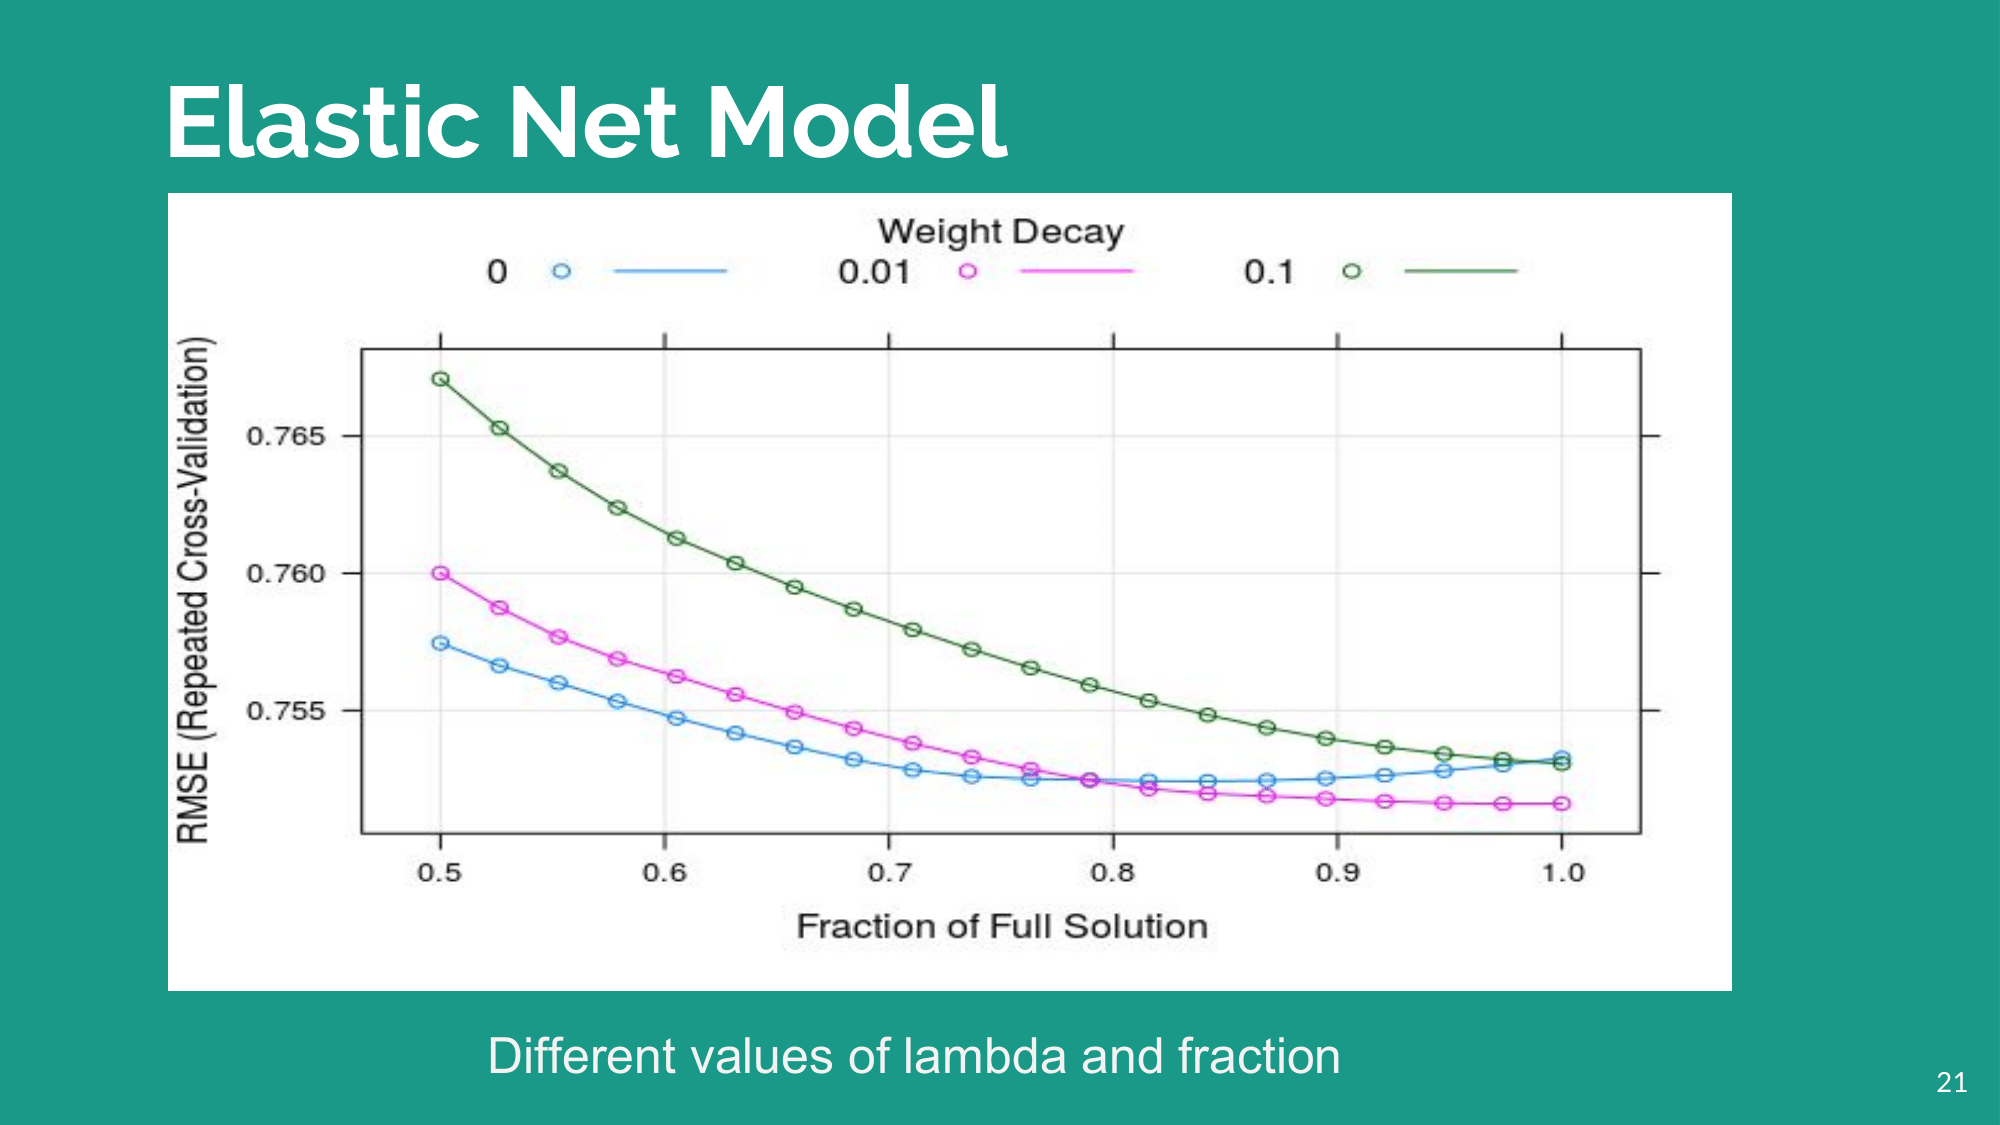 Elastic Net Model
Weight Decay
0 0.01 0.1
RMSE (Repeated Cross-Validation)
0.765
0.760
0.755
0.5 0.6 0.7 0.8 0.9 1.0
Fraction of Full Solution
Different values of lambda and fraction
21